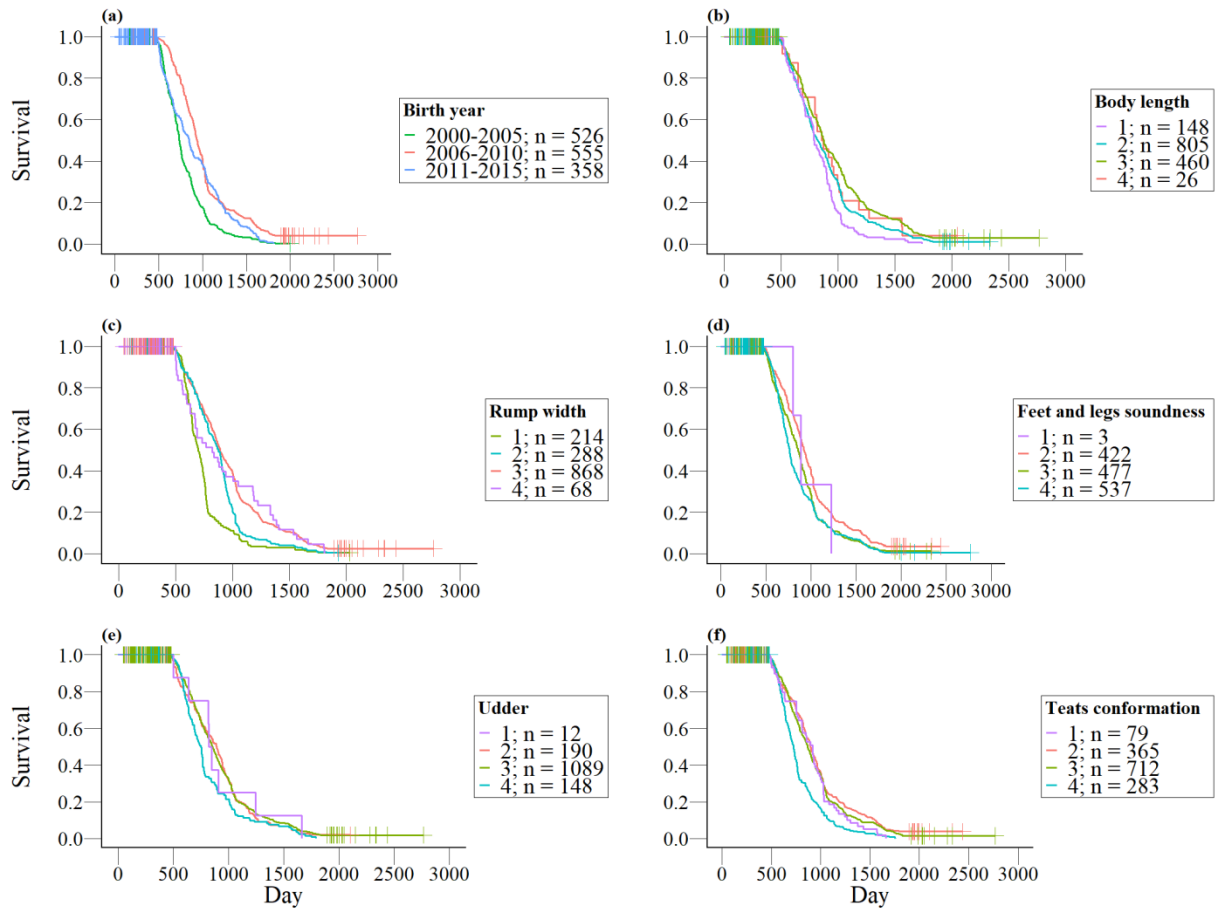 (a)
Survival
1.0
0.8
0.6
0.4
0.2
0.0
0 500 1000 1500 2000 2500 3000
Birth year
2000-2005; n = 526
2006-2010; n = 555
2011-2015; n = 358
(b)
1.0
0.8
0.6
0.4
0.2
0.0
0 500 1000 1500 2000 2500 3000
Body length
1; n = 148
2; n = 805
3; n = 460
4; n = 26
(c)
Survival
1.0
0.8
0.6
0.4
0.2
0.0
0 500 1000 1500 2000 2500 3000
Rump width
1; n = 214
2; n = 288
3; n = 868
4; n = 68
(d)
1.0
0.8
0.6
0.4
0.2
0.0
0 500 1000 1500 2000 2500 3000
Feet and legs soundness
1; n = 3
2; n = 422
3; n = 477
4; n = 537
(e)
Survival
1.0
0.8
0.6
0.4
0.2
0.0
0 500 1000 1500 2000 2500 3000
Day
Udder
1; n = 12
2; n = 190
3; n = 1089
4; n = 148
(f)
1.0
0.8
0.6
0.4
0.2
0.0
0 500 1000 1500 2000 2500 3000
Day
Teats conformation
1; n = 79
2; n = 365
3; n = 712
4; n = 283